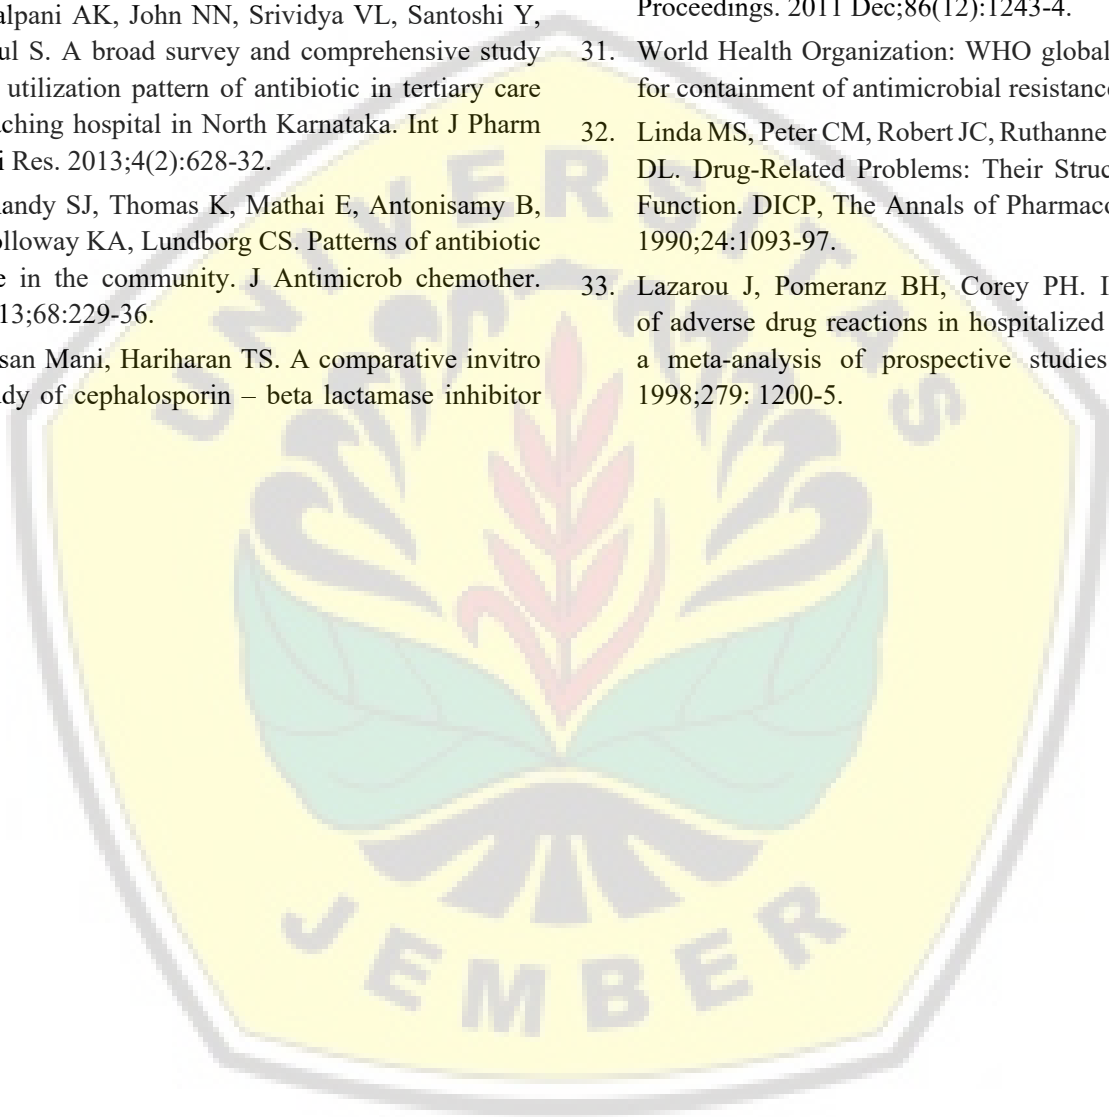 alpani AK, John NN, Srividya VL, Santoshi Y,
ul S. A broad survey and comprehensive study
utilization pattern of antibiotic in tertiary care
ching hospital in North Karnataka. Int J Pharm
i Res. 2013;4(2):628-32.
andy SJ, Thomas K, Mathai E, Antonisamy B,
olloway KA, Lundborg CS. Patterns of antibiotic
e in the community. J Antimicrob chemother.
13;68:229-36.
san Mani, Hariharan TS. A comparative invitro
dy of cephalosporin – beta lactamase inhibitor
Proceedings. 2011 Dec;86(12):1243-4.
31. World Health Organization: WHO global
for containment of antimicrobial resistance
32. Linda MS, Peter CM, Robert JC, Ruthanne
DL. Drug-Related Problems: Their Struc
Function. DICP, The Annals of Pharmaco
1990;24:1093-97.
33. Lazarou J, Pomeranz BH, Corey PH. I
of adverse drug reactions in hospitalized
a meta-analysis of prospective studies
1998;279: 1200-5.
UNIVERSITAS
JEMBER